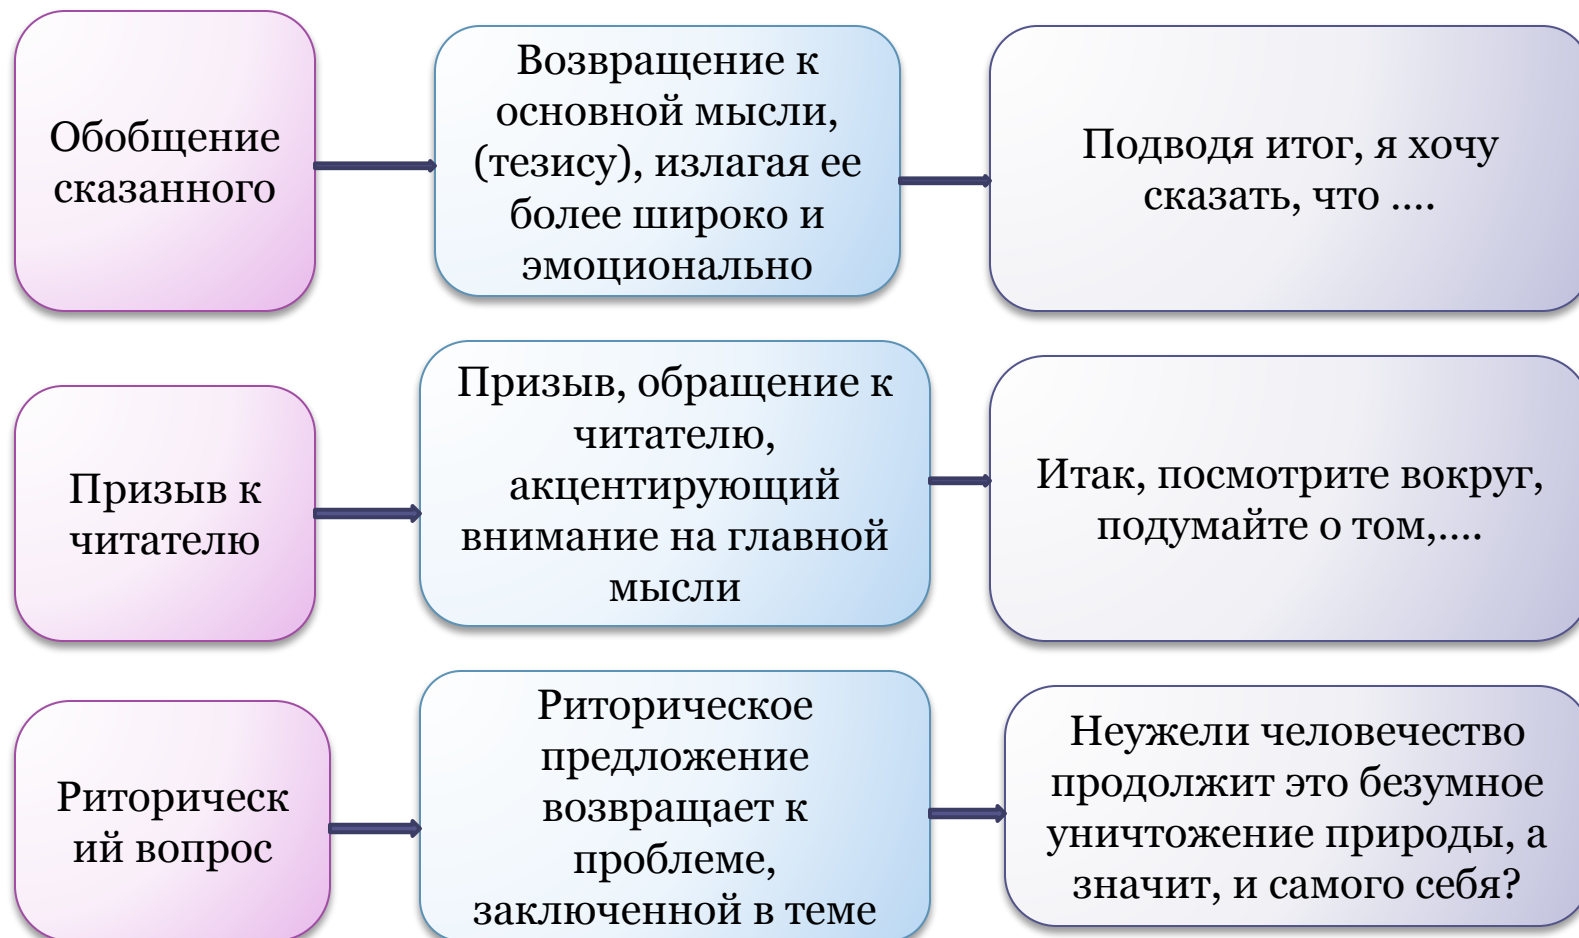 Обобщение
сказанного
Возвращение к
основной мысли,
(тезису), излагая ее
более широко и
эмоционально
Подводя итог, я хочу
сказать, что ....
Призыв к
читателю
Призыв, обращение к
читателю,
акцентирующий
внимание на главной
мысли
Итак, посмотрите вокруг,
подумайте о том,....
Риторическ
ий вопрос
Риторическое
предложение
возвращает к
проблеме,
заключенной в теме
Неужели человечество
продолжит это безумное
уничтожение природы, а
значит, и самого себя?